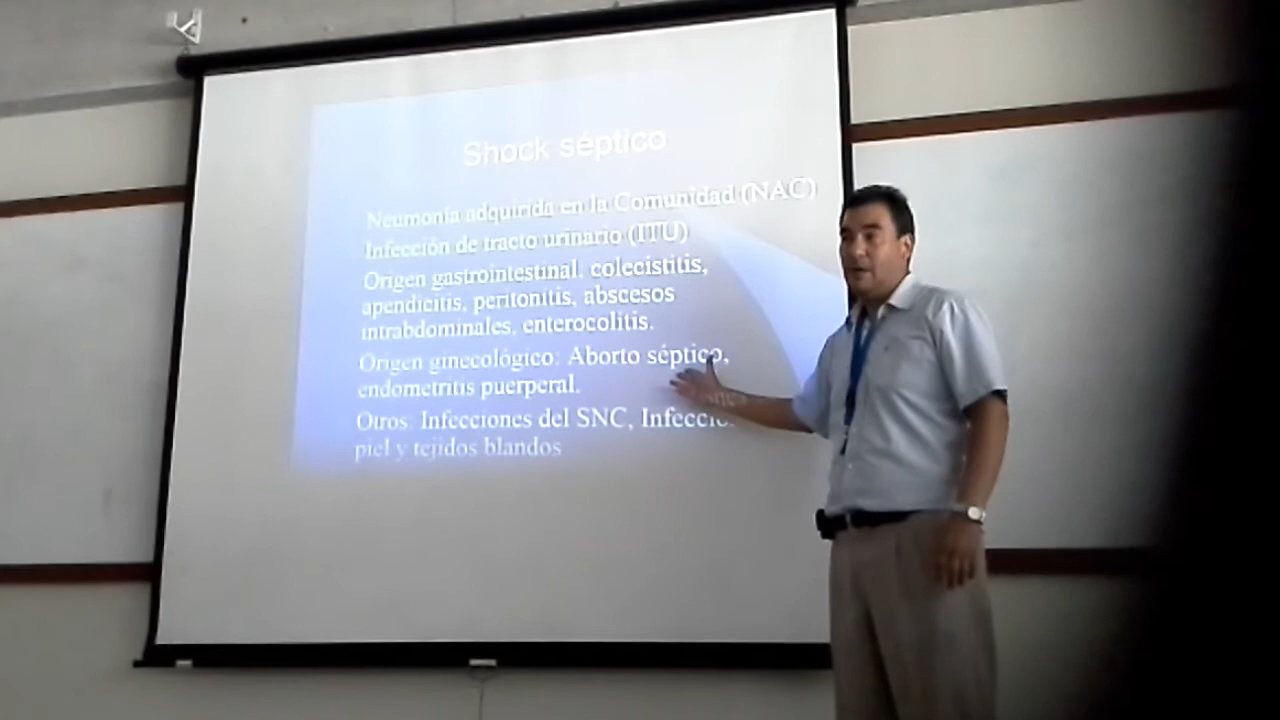 Shock séptico
Neumonía adquirida en la Comunidad (NAC)
Infección de tracto urinario (ITU)
Origen gastrointestinal. colecistitis,
apendicitis, peritonitis, abscesos
intrabdominales, enterocolitis.
Origen ginecológico: Aborto séptico,
endometritis puerperal.
Otros: Infecciones del SNC,
piel y tejidos blandos